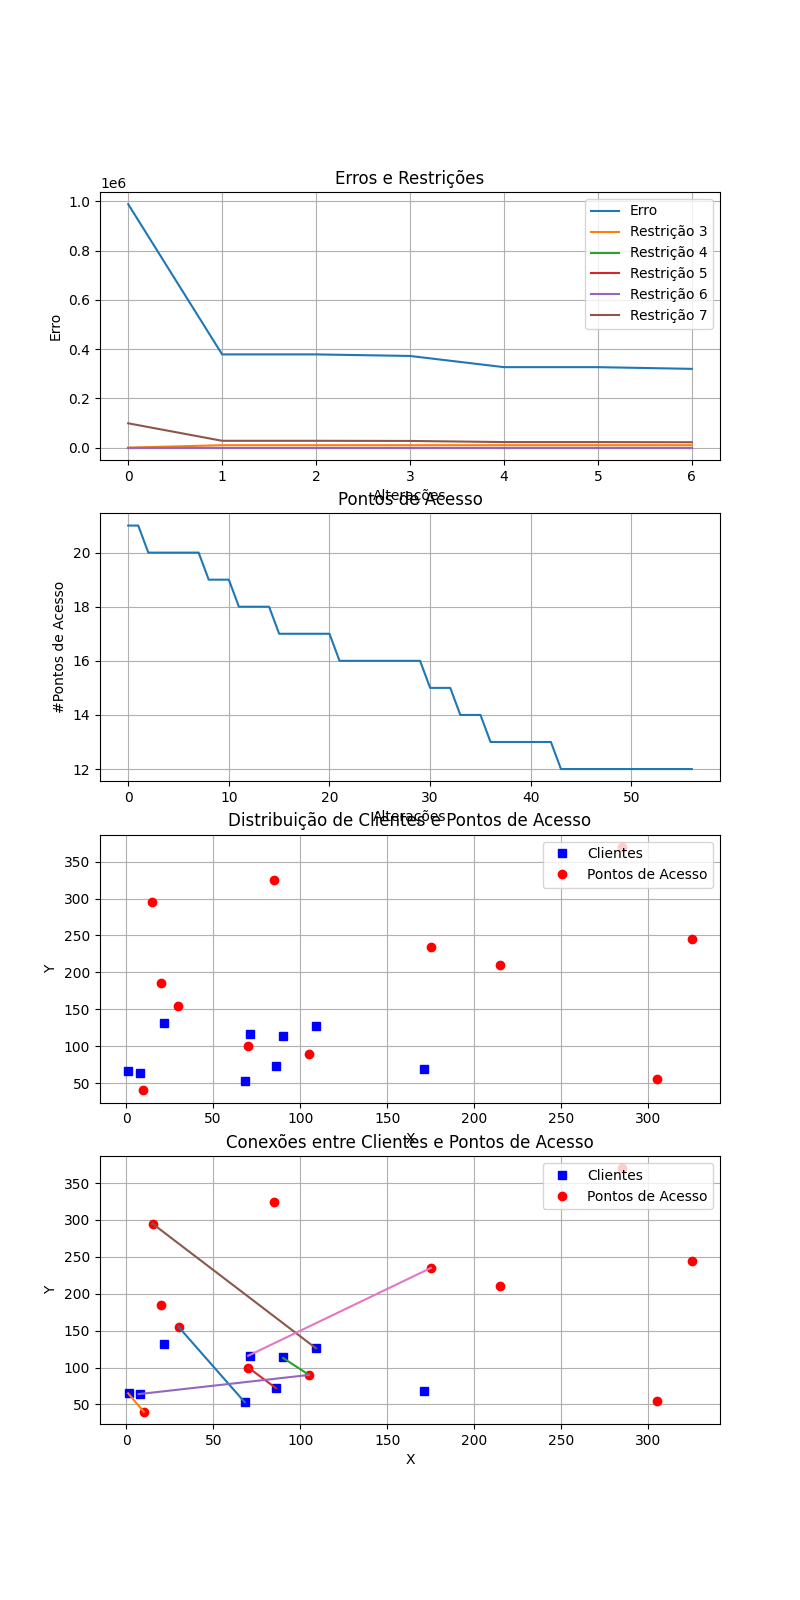 Erros e Restrições
1e6
1.0
0.8
0.6
0.4
0.2
0.0
Erro
Erro
Restrição 3
Restrição 4
Restrição 5
Restrição 6
Restrição 7
0 1 2 3 4 5 6
Alterações
Pontos de Acesso
20
18
16
14
12
#Pontos de Acesso
0 10 20 30 40 50
Alterações
Distribuição de Clientes e Pontos de Acesso
350
300
250
200
150
100
50
Y
Clientes
Pontos de Acesso
0 50 100 150 200 250 300
X
Conexões entre Clientes e Pontos de Acesso
350
300
250
200
150
100
50
Y
Clientes
Pontos de Acesso
0 50 100 150 200 250 300
X